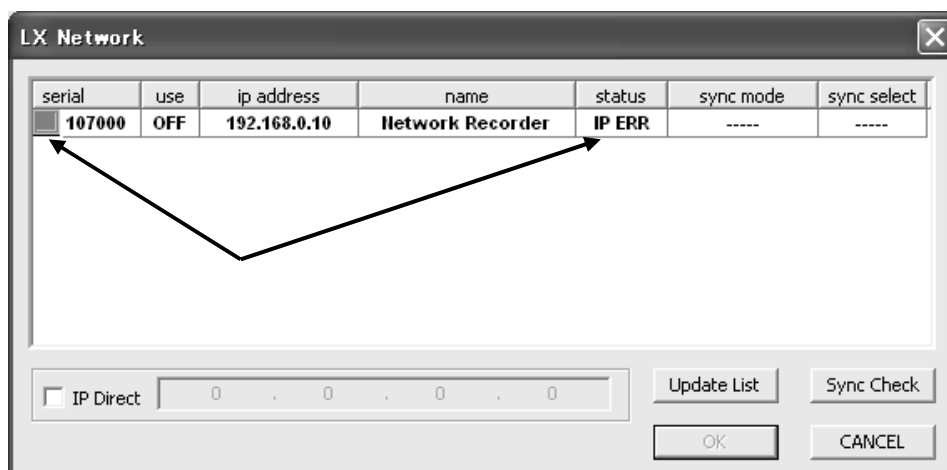 LX Network
serial use ip address name status sync mode sync select
107000 OFF 192.168.0.10 Network Recorder IP ERR ----- -----
IP Direct 0 . 0 . 0 . 0
Update List Sync Check
OK CANCEL